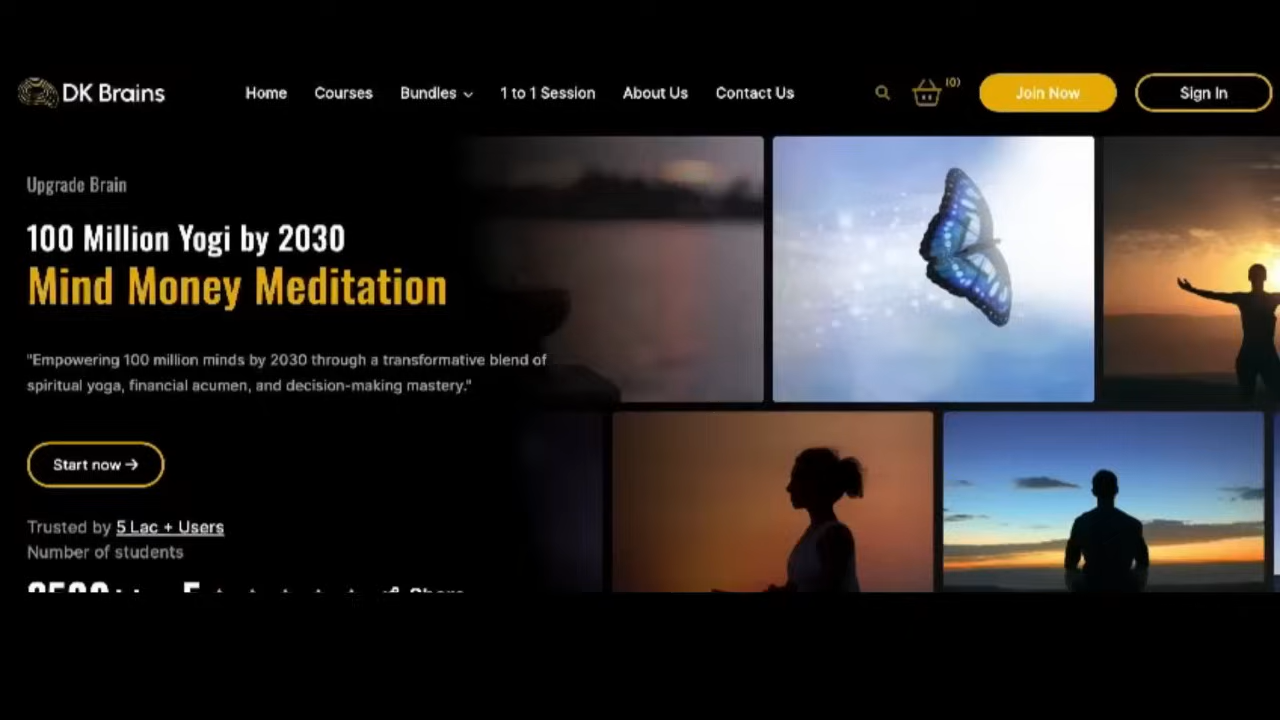 DK Brains
Home Courses Bundles 1 to 1 Session About Us Contact Us (0) Join Now Sign In
Upgrade Brain
100 Million Yogi by 2030
Mind Money Meditation
"Empowering 100 million minds by 2030 through a transformative blend of
spiritual yoga, financial acumen, and decision-making mastery."
Start now →
Trusted by 5 Lac + Users
Number of students